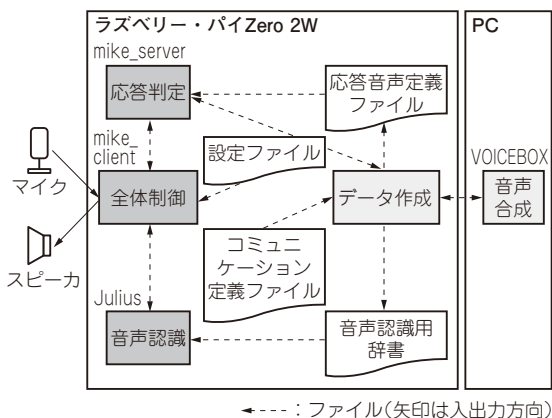 ラズベリー・パイZero 2W
PC
mike_server
応答判定
応答音声定義
ファイル
mike_
client
設定ファイル
VOICEBOX
マイク
全体制御
データ作成
音声
合成
スピーカ
コミュニ
ケーション
定義ファイル
Julius
音声認識
音声認識用
辞書
：ファイル(矢印は入出力方向)